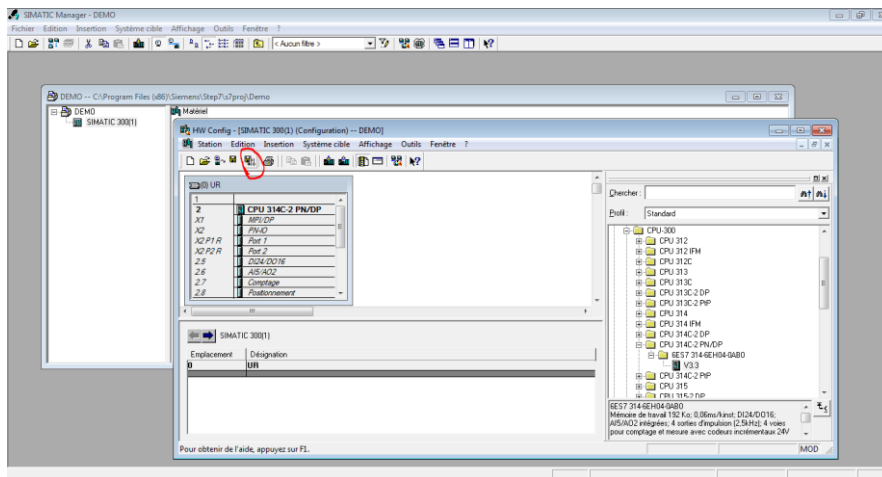 SIMATIC Manager - DEMO
Fichier Edition Insertion Système cible Affichage Outils Fenêtre ?
< Aucun filtre >
DEMO -- C:\Program Files (x86)\Siemens\Step7\s7proj\Demo
DEMO
SIMATIC 300(1)
Matériel
HW Config - [SIMATIC 300(1) (Configuration) -- DEMO]
Station Edition Insertion Système cible Affichage Outils Fenêtre ?
(0) UR
1
2 CPU 314C-2 PN/DP
X1 MPI/DP
X2 PN-IO
X2 P1 R Port 1
X2 P2 R Port 2
2.5 DI24/DO16
2.6 AI5/AO2
2.7 Comptage
2.8 Positionnement
SIMATIC 300(1)
Emplacement Désignation
0 UR
Chercher :
Profil : Standard
CPU-300
CPU 312
CPU 312 IFM
CPU 312C
CPU 313
CPU 313C
CPU 313C-2 DP
CPU 313C-2 PtP
CPU 314
CPU 314 IFM
CPU 314C-2 DP
CPU 314C-2 PN/DP
6ES7 314-6EH04-0AB0
V3.3
CPU 314C-2 PtP
CPU 315
CPU 315-2 DP
6ES7 314-6EH04-0AB0
Mémoire de travail 192 Ko; 0,06ms/kinst; DI24/DO16;
AI5/AO2 intégrées; 4 sorties d'impulsion (2,5kHz); 4 voies
pour comptage et mesure avec codeurs incrémentaux 24V
Pour obtenir de l'aide, appuyez sur F1.
MOD